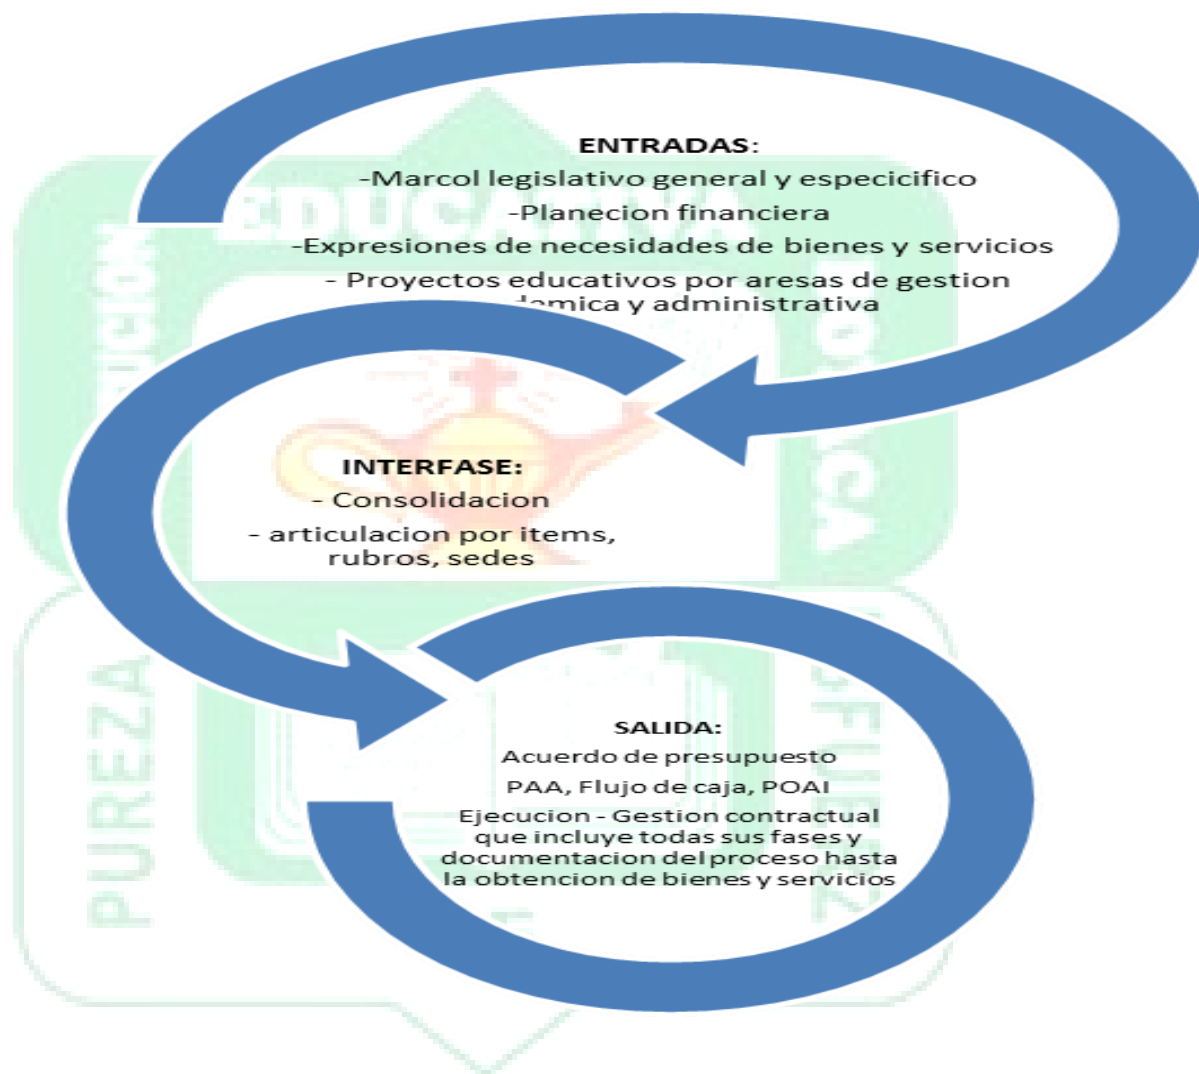 EDUCATIVA
ENTRADAS:
-Marcol legislativo general y especicifico
-Planecion financiera
-Expresiones de necesidades de bienes y servicios
- Proyectos educativos por aresas de gestion
y administrativa
INTERFASE:
- Consolidacion
- articulacion por items,
rubros, sedes
SALIDA:
Acuerdo de presupuesto
PAA, Flujo de caja, POAI
Ejecucion - Gestion contractual
que incluye todas sus fases y
documentacion del proceso hasta
la obtencion de bienes y servicios
PUREZA